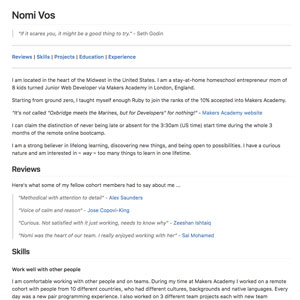 Nomi Vos
"If it scares you, it might be a good thing to try." - Seth Godin
Reviews | Skills | Projects | Education | Experience
I am located in the heart of the Midwest in the United States. I am a stay-at-home homeschool entrepreneur mom of
8 kids turned Junior Web Developer via Makers Academy in London, England.
Starting from ground zero, I taught myself enough Ruby to join the ranks of the 10% accepted into Makers Academy.
"It's not called "Oxbridge meets the Marines, but for Developers" for nothing!" - Makers Academy website
I can claim the distinction of never being late or absent for the 3:30am (US time) start time during the whole 3
months of the remote online bootcamp.
I am a strong believer in lifelong learning, discovering new things, and being open to possibilities. I have a curious
nature and am interested in ~ way ~ too many things to learn in one lifetime.
Reviews
Here's what some of my fellow cohort members had to say about me ...
"Methodical with attention to detail" - Alex Saunders
"Voice of calm and reason" - Jose Copovi-King
"Curious. Not satisfied with it just working, needs to know why" - Zeeshan Ishtaiq
"Nomi was the heart of our team. I really enjoyed working with her" - Sai Mohamed
Skills
Work well with other people
I am comfortable working with other people and on teams. During my time at Makers Academy I worked on a remote
cohort with people from 10 different countries, who had different cultures, backgrounds and native languages. Every
day was a new pair programming experience. I also worked on 3 different team projects each with new team